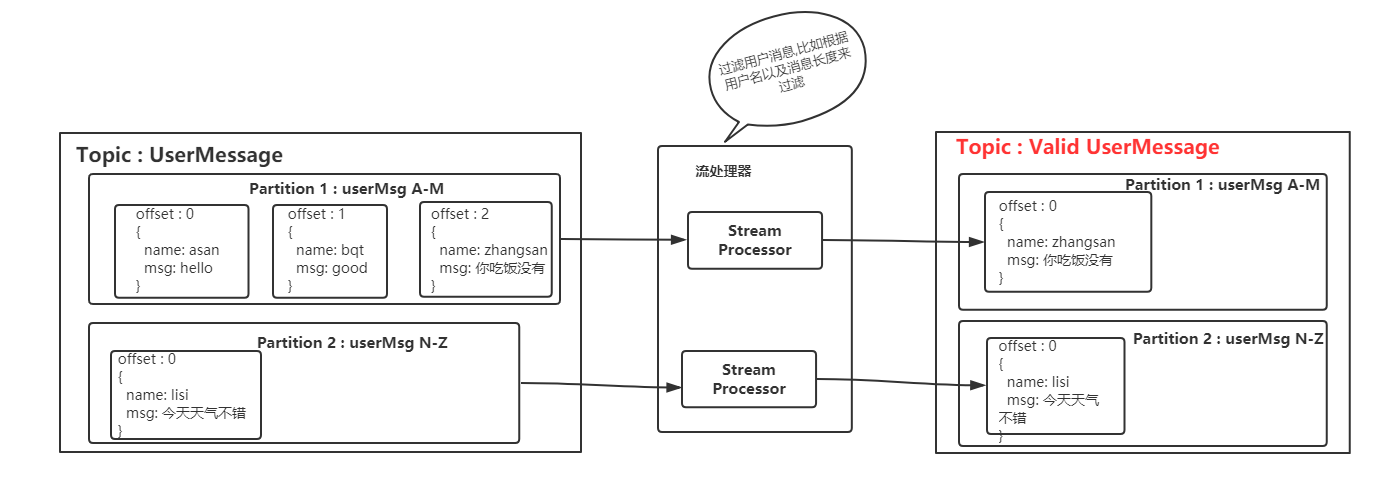 过滤用户消息,比如根据
用户名以及消息长度来
过滤
Topic : UserMessage
Partition 1 : userMsg A-M
offset : 0
{
name: asan
msg: hello
}
offset : 1
{
name: bqt
msg: good
}
offset : 2
{
name: zhangsan
msg: 你吃饭没有
}
Partition 2 : userMsg N-Z
offset : 0
{
name: lisi
msg: 今天天气不错
}
流处理器
Stream
Processor
Stream
Processor
Topic : Valid UserMessage
Partition 1 : userMsg A-M
offset : 0
{
name: zhangsan
msg: 你吃饭没有
}
Partition 2 : userMsg N-Z
offset : 0
{
name: lisi
msg: 今天天气
不错
}